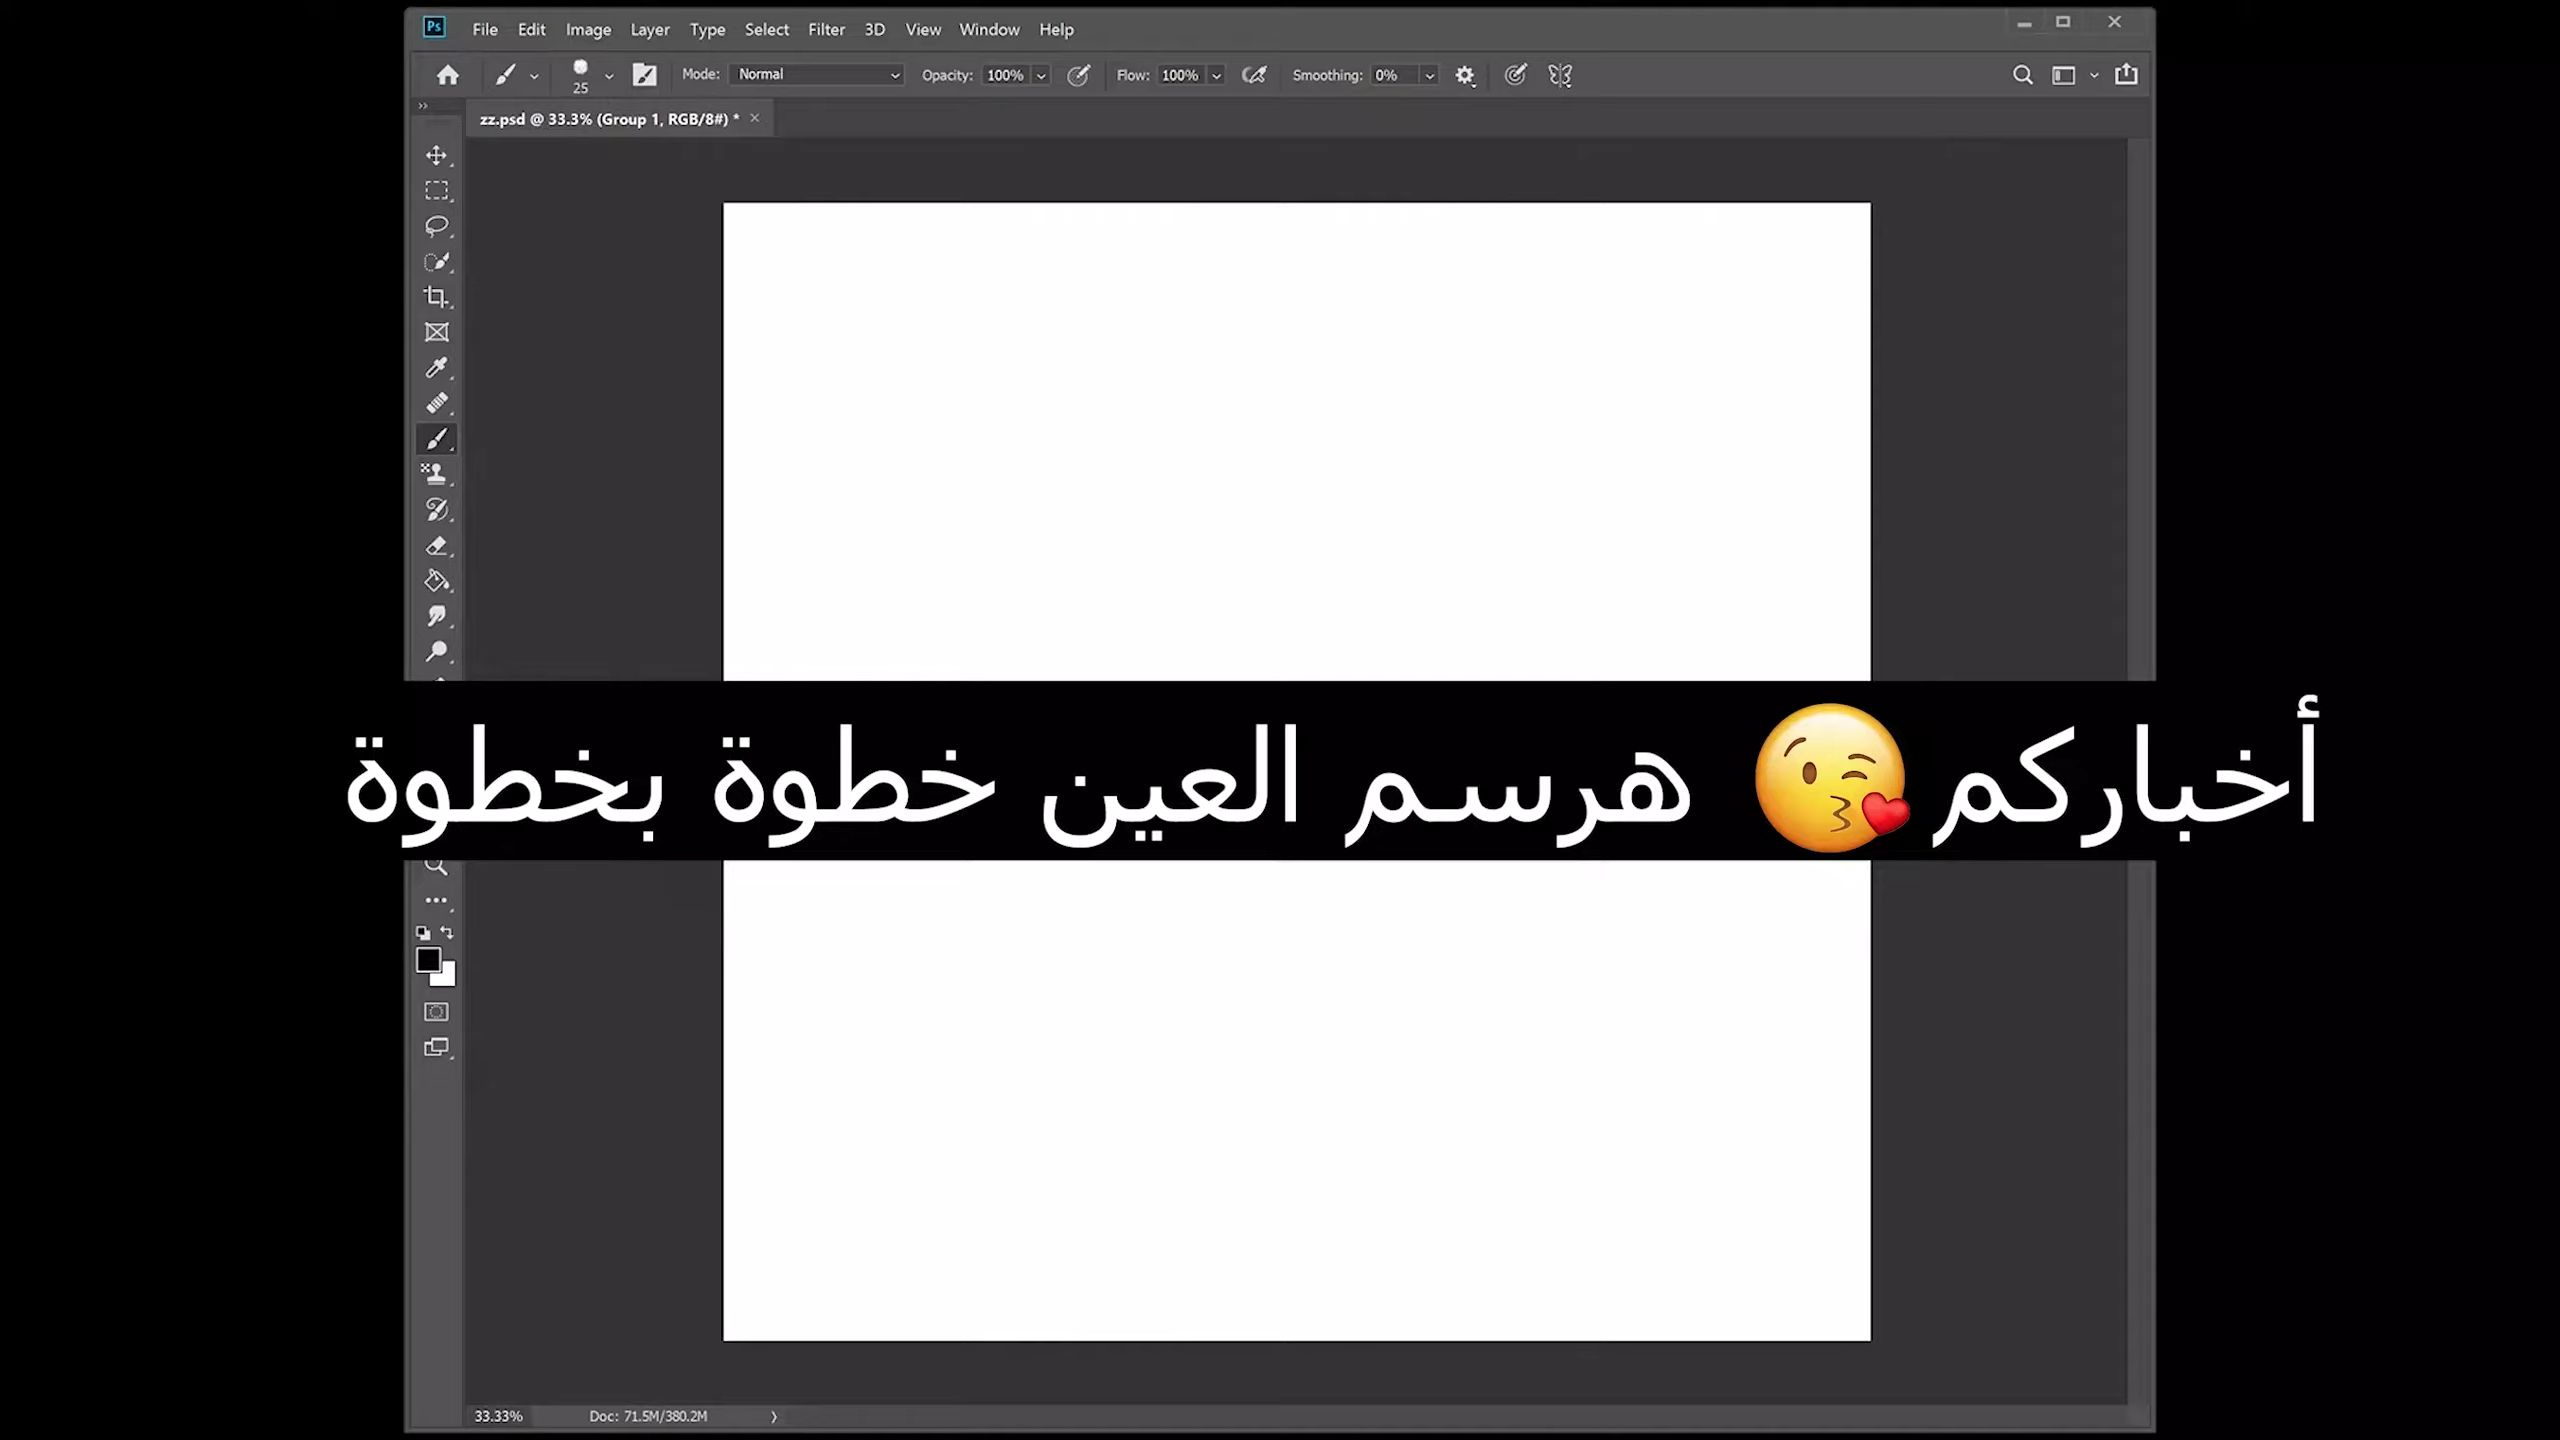 Ps File Edit Image Layer Type Select Filter 3D View Window Help
25 Mode: Normal Opacity: 100% Flow: 100% Smoothing: 0%
zz.psd @ 33.3% (Group 1, RGB/8#) *
أخباركم😘 هرسم العين خطوة بخطوة
33.33% Doc: 71.5M/380.2M